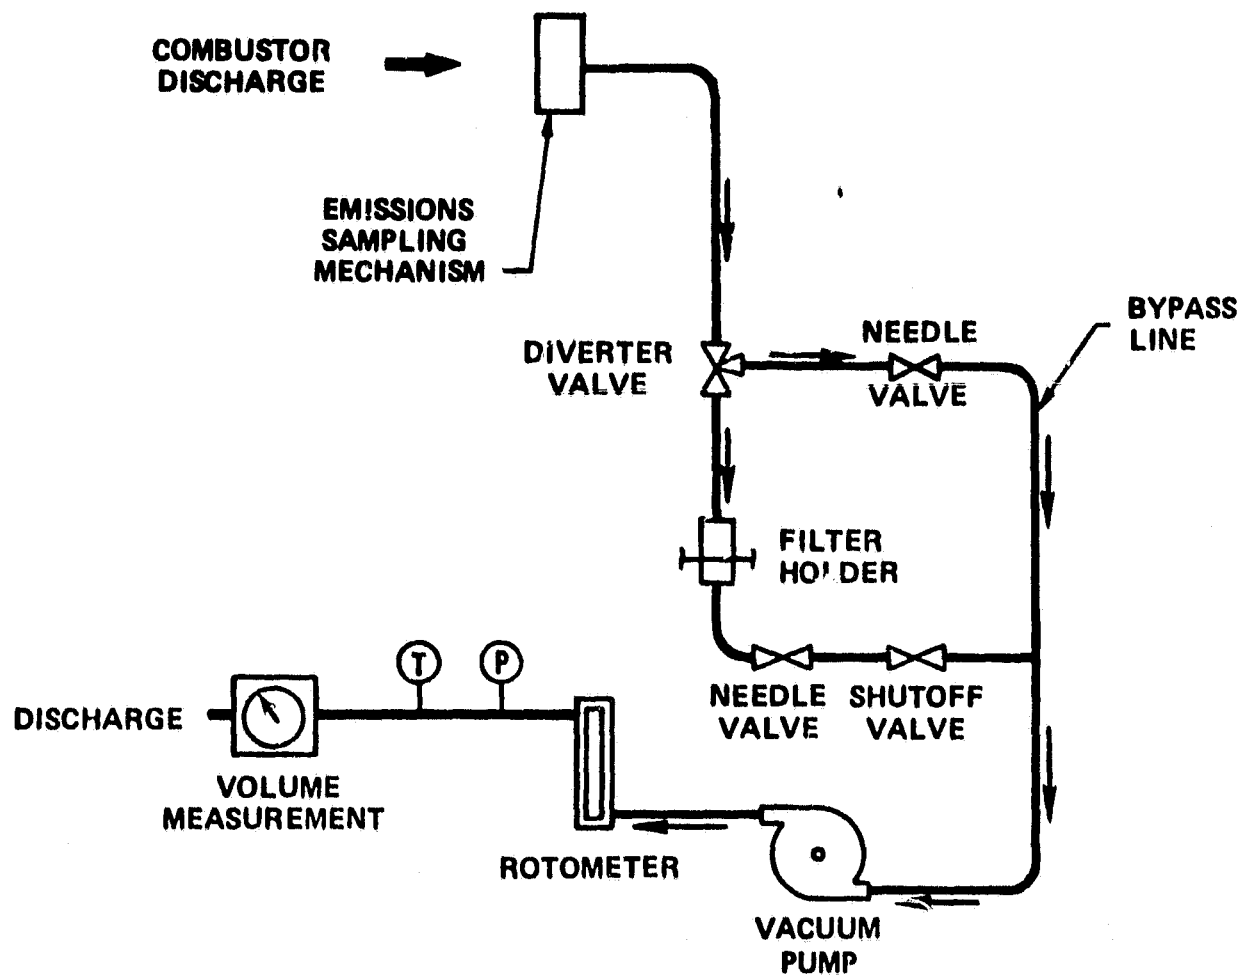 COMBUSTOR
DISCHARGE
EMISSIONS
SAMPLING
MECHANISM
BYPASS
LINE
NEEDLE
VALVE
DIVERTER
VALVE
FILTER
HOLDER
T
P
NEEDLE
VALVE
SHUTOFF
VALVE
DISCHARGE
VOLUME
MEASUREMENT
ROTOMETER
VACUUM
PUMP